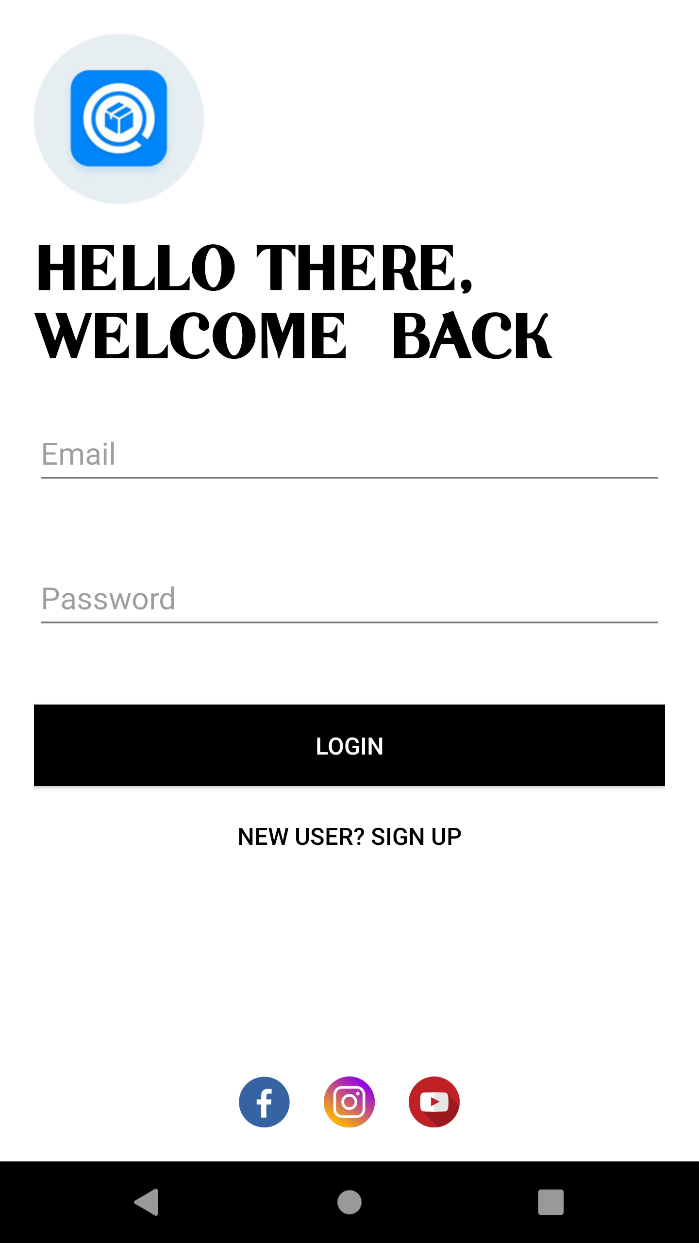 HELLO THERE,
WELCOME BACK
Email
Password
LOGIN
NEW USER? SIGN UP